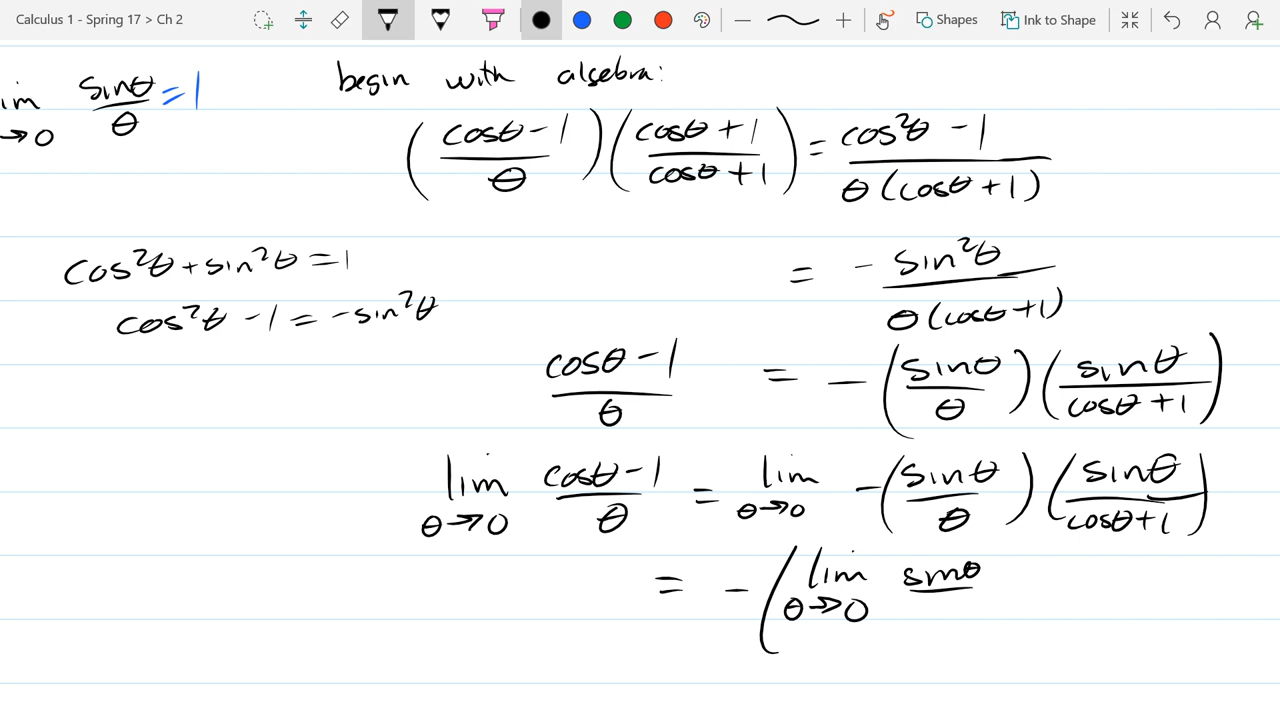 Calculus 1 - Spring 17 > Ch 2 Shapes Ink to Shape
im θ→0 sinθ/θ = 1
begin with algebra:
((cosθ - 1)/θ)((cosθ + 1)/(cosθ + 1)) = (cos²θ - 1)/(θ(cosθ + 1))
cos²θ + sin²θ = 1
cos²θ - 1 = -sin²θ
= - sin²θ/(θ(cosθ + 1))
(cosθ - 1)/θ = - (sinθ/θ)(sinθ/(cosθ + 1))
lim θ→0 (cosθ - 1)/θ = lim θ→0 -(sinθ/θ)(sinθ/(cosθ + 1))
= - (lim θ→0 sinθ